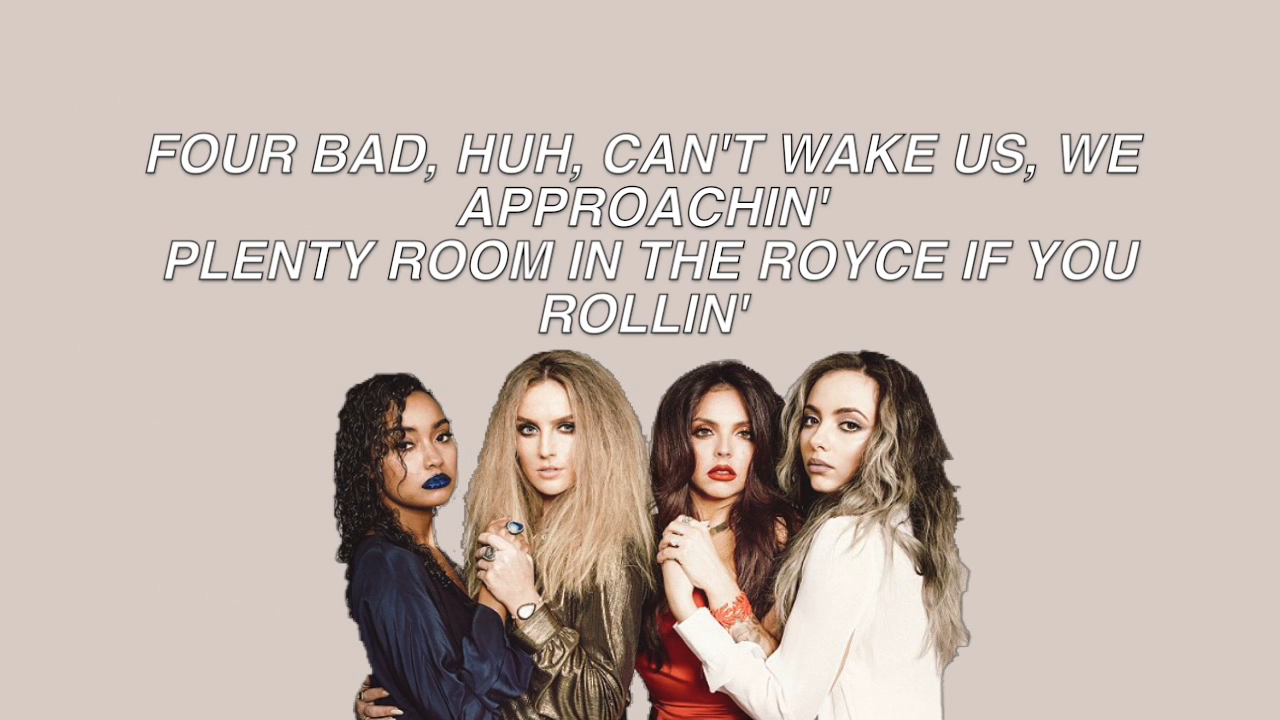 FOUR BAD, HUH, CAN'T WAKE US, WE
APPROACHIN'
PLENTY ROOM IN THE ROYCE IF YOU
ROLLIN'